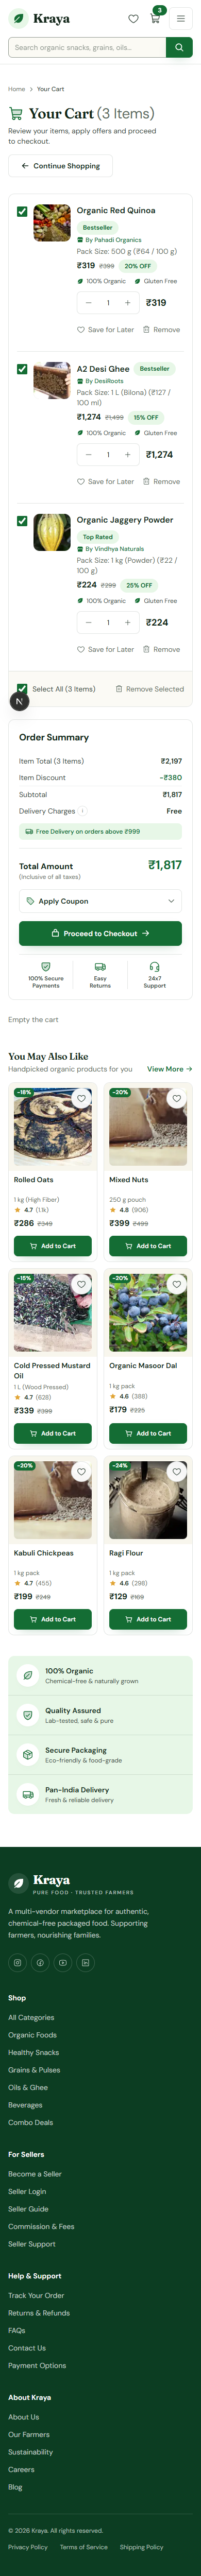 Kraya
3
Search organic snacks, grains, oils...
Home > Your Cart
Your Cart (3 Items)
Review your items, apply offers and proceed
to checkout.
← Continue Shopping
Organic Red Quinoa
Bestseller
By Pahadi Organics
Pack Size: 500 g (₹64 / 100 g)
₹319 ₹399 20% OFF
100% Organic Gluten Free
− 1 + ₹319
Save for Later Remove
A2 Desi Ghee Bestseller
By DesiRoots
Pack Size: 1 L (Bilona) (₹127 /
100 ml)
₹1,274 ₹1,499 15% OFF
100% Organic Gluten Free
− 1 + ₹1,274
Save for Later Remove
Organic Jaggery Powder
Top Rated
By Vindhya Naturals
Pack Size: 1 kg (Powder) (₹22 /
100 g)
₹224 ₹299 25% OFF
100% Organic Gluten Free
− 1 + ₹224
Save for Later Remove
Select All (3 Items) Remove Selected
N
Order Summary
Item Total (3 Items) ₹2,197
Item Discount -₹380
Subtotal ₹1,817
Delivery Charges i Free
Free Delivery on orders above ₹999
Total Amount ₹1,817
(Inclusive of all taxes)
Apply Coupon
Proceed to Checkout →
100% Secure
Payments
Easy
Returns
24x7
Support
Empty the cart
You May Also Like
Handpicked organic products for you View More →
-18%
Rolled Oats
1 kg (High Fiber)
★ 4.7 (1.1k)
₹286 ₹349
Add to Cart
-20%
Mixed Nuts
250 g pouch
★ 4.8 (906)
₹399 ₹499
Add to Cart
-15%
Cold Pressed Mustard
Oil
1 L (Wood Pressed)
★ 4.7 (628)
₹339 ₹399
Add to Cart
-20%
Organic Masoor Dal
1 kg pack
★ 4.6 (388)
₹179 ₹225
Add to Cart
-20%
Kabuli Chickpeas
1 kg pack
★ 4.7 (455)
₹199 ₹249
Add to Cart
-24%
Ragi Flour
1 kg pack
★ 4.6 (298)
₹129 ₹169
Add to Cart
100% Organic
Chemical-free & naturally grown
Quality Assured
Lab-tested, safe & pure
Secure Packaging
Eco-friendly & food-grade
Pan-India Delivery
Fresh & reliable delivery
Kraya
PURE FOOD · TRUSTED FARMERS
A multi-vendor marketplace for authentic,
chemical-free packaged food. Supporting
farmers, nourishing families.
Shop
All Categories
Organic Foods
Healthy Snacks
Grains & Pulses
Oils & Ghee
Beverages
Combo Deals
For Sellers
Become a Seller
Seller Login
Seller Guide
Commission & Fees
Seller Support
Help & Support
Track Your Order
Returns & Refunds
FAQs
Contact Us
Payment Options
About Kraya
About Us
Our Farmers
Sustainability
Careers
Blog
© 2026 Kraya. All rights reserved.
Privacy Policy Terms of Service Shipping Policy